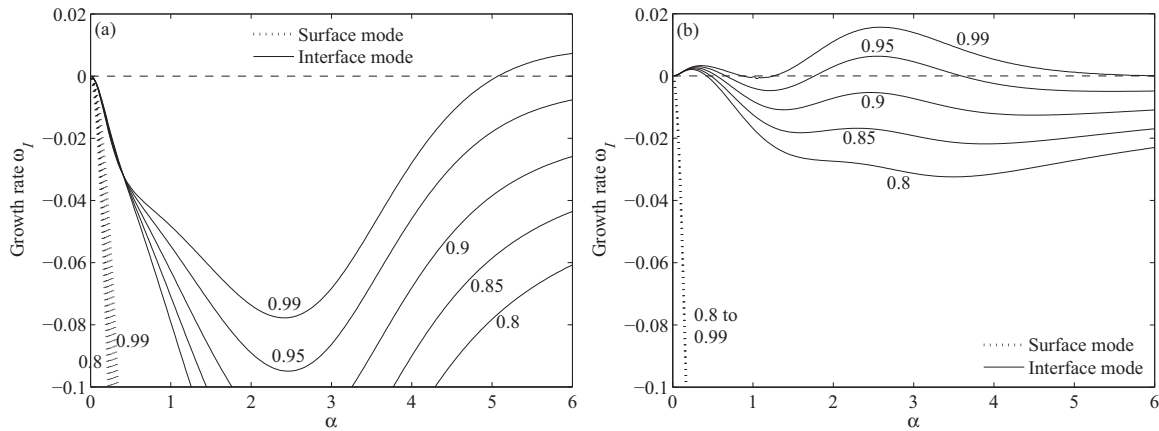 (a)
Surface mode
Interface mode
0.02
0
−0.02
−0.04
−0.06
−0.08
−0.1
Growth rate ω_I
0.99
0.95
0.9
0.85
0.8
0.8
0.99
0 1 2 3 4 5 6
α
(b)
0.02
0
−0.02
−0.04
−0.06
−0.08
−0.1
Growth rate ω_I
0.99
0.95
0.9
0.85
0.8
0.8 to
0.99
Surface mode
Interface mode
0 1 2 3 4 5 6
α